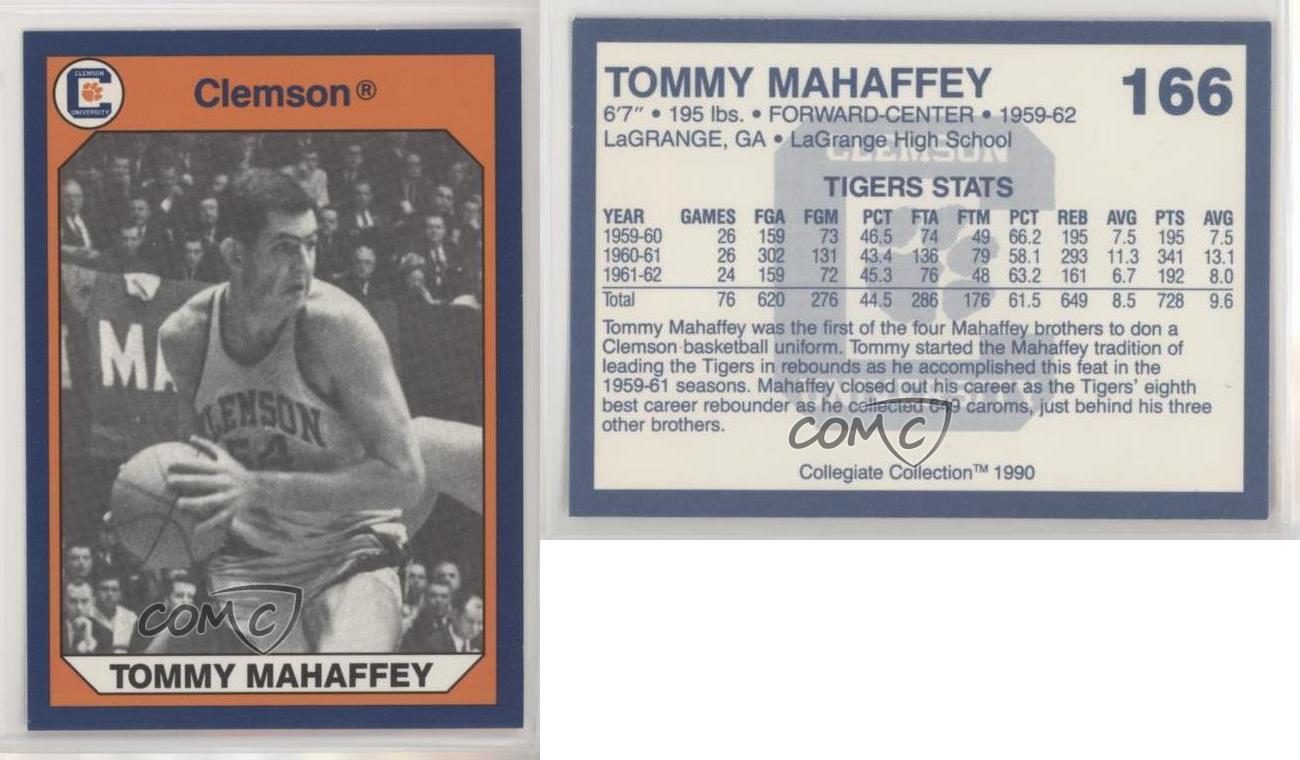 CLEMSON
C
UNIVERSITY
Clemson®
MA
CLEMSON
54
COMC
TOMMY MAHAFFEY
TOMMY MAHAFFEY 166
6'7" • 195 lbs. • FORWARD-CENTER • 1959-62
LaGRANGE, GA • LaGrange High School
CLEMSON
TIGERS STATS
YEAR GAMES FGA FGM PCT FTA FTM PCT REB AVG PTS AVG
1959-60 26 159 73 46.5 74 49 66.2 195 7.5 195 7.5
1960-61 26 302 131 43.4 136 79 58.1 293 11.3 341 13.1
1961-62 24 159 72 45.3 76 48 63.2 161 6.7 192 8.0
Total 76 620 276 44.5 286 176 61.5 649 8.5 728 9.6
Tommy Mahaffey was the first of the four Mahaffey brothers to don a
Clemson basketball uniform. Tommy started the Mahaffey tradition of
leading the Tigers in rebounds as he accomplished this feat in the
1959-61 seasons. Mahaffey closed out his career as the Tigers' eighth
best career rebounder as he collected 649 caroms, just behind his three
other brothers.
UNIVERSITY
COMC
Collegiate Collection™ 1990